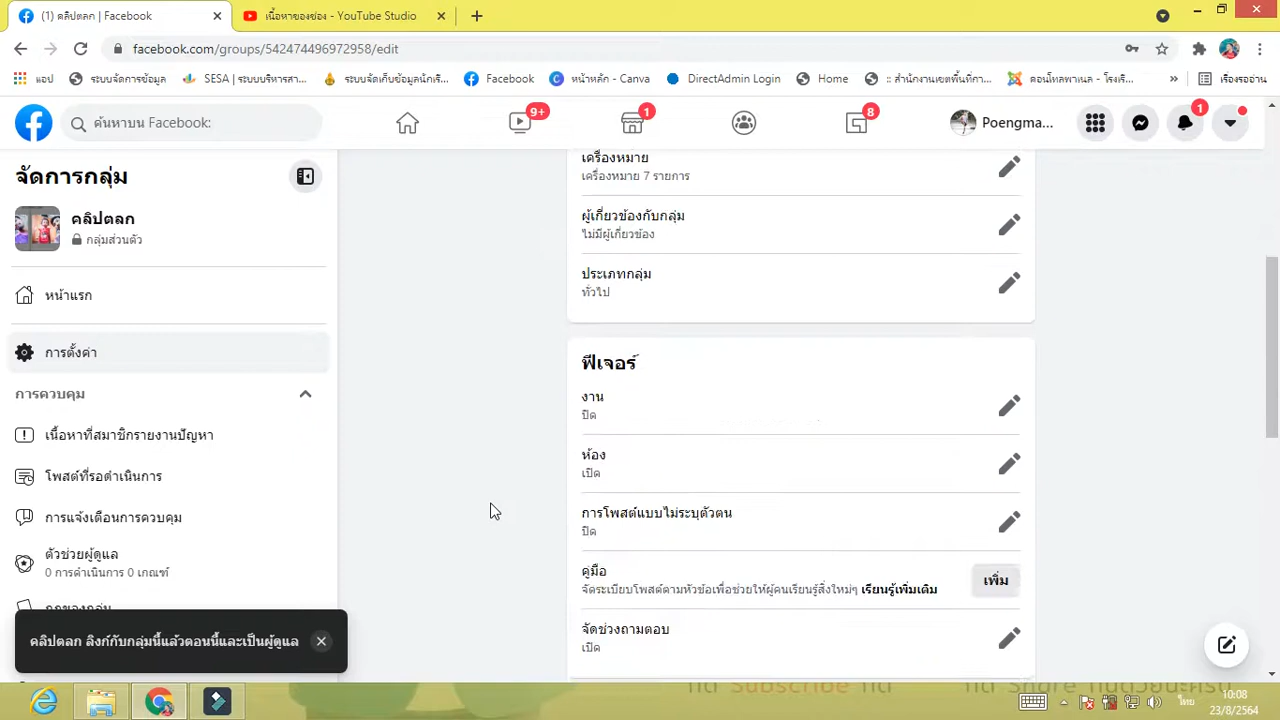 (1) คลิปตลก | Facebook
เนื้อหาของช่อง - YouTube Studio
facebook.com/groups/542474496972958/edit
แอป
ระบบจัดการข้อมูล
SESA | ระบบบริหารสา...
ระบบจัดเก็บข้อมูลนักเรี...
Facebook
หน้าหลัก - Canva
DirectAdmin Login
Home
:: สำนักงานเขตพื้นที่กา...
คอนโทลพาเนล - โรงเรี...
»
เรื่องรออ่าน
ค้นหาบน Facebook:
9+
1
8
Poengma...
1
จัดการกลุ่ม
คลิปตลก
กลุ่มส่วนตัว
หน้าแรก
การตั้งค่า
การควบคุม
เนื้อหาที่สมาชิกรายงานปัญหา
โพสต์ที่รอดำเนินการ
การแจ้งเตือนการควบคุม
ตัวช่วยผู้ดูแล
0 การดำเนินการ 0 เกณฑ์
กฎของกลุ่ม
คลิปตลก ลิงก์กับกลุ่มนี้แล้วตอนนี้และเป็นผู้ดูแล
เครื่องหมาย
เครื่องหมาย 7 รายการ
ผู้เกี่ยวข้องกับกลุ่ม
ไม่มีผู้เกี่ยวข้อง
ประเภทกลุ่ม
ทั่วไป
ฟีเจอร์
งาน
ปิด
ห้อง
เปิด
การโพสต์แบบไม่ระบุตัวตน
ปิด
คู่มือ
จัดระเบียบโพสต์ตามหัวข้อเพื่อช่วยให้ผู้คนเรียนรู้สิ่งใหม่ๆ เรียนรู้เพิ่มเติม
เพิ่ม
จัดช่วงถามตอบ
เปิด
กด Subscribe กด
ไทย
10:08
23/8/2564